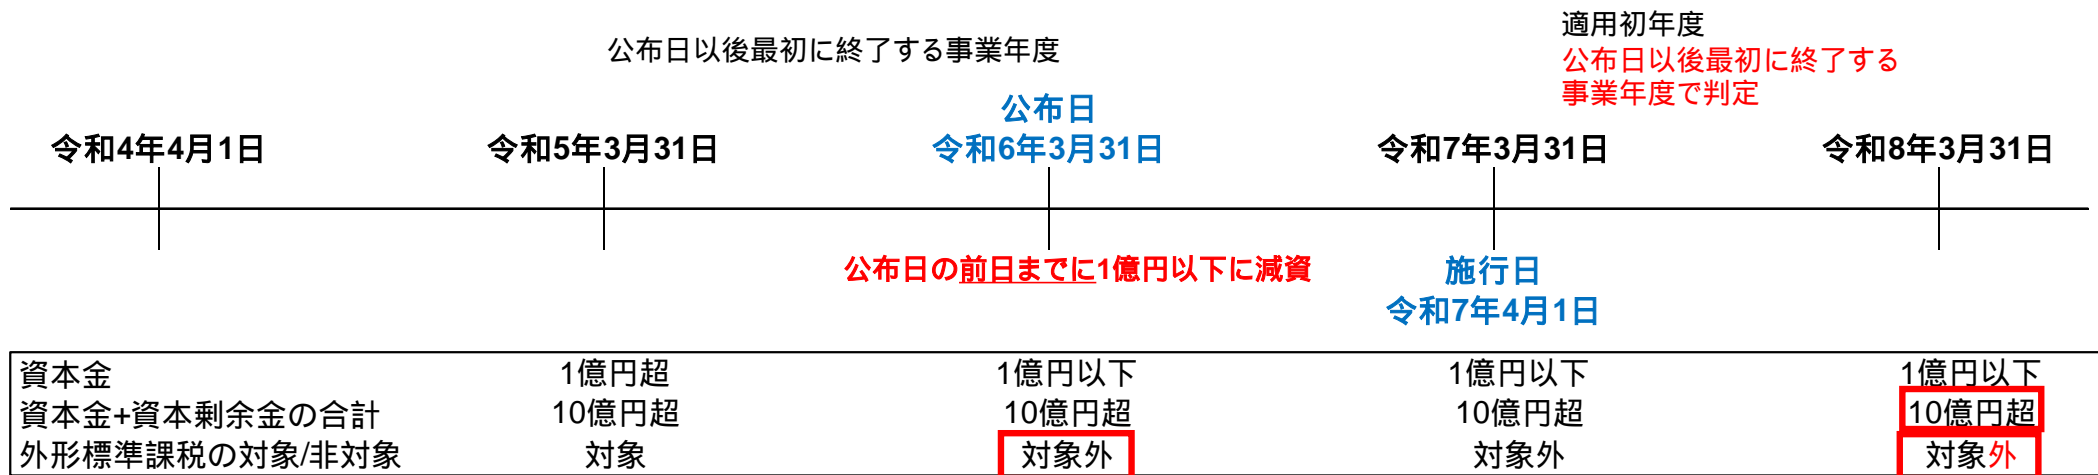 公布日以後最初に終了する事業年度
適用初年度
公布日以後最初に終了する
事業年度で判定
令和4年4月1日
令和5年3月31日
公布日
令和6年3月31日
令和7年3月31日
令和8年3月31日
公布日の前日までに1億円以下に減資
施行日
令和7年4月1日
資本金 1億円超 1億円以下 1億円以下 1億円以下
資本金+資本剰余金の合計 10億円超 10億円超 10億円超 10億円超
外形標準課税の対象/非対象 対象 対象外 対象外 対象外